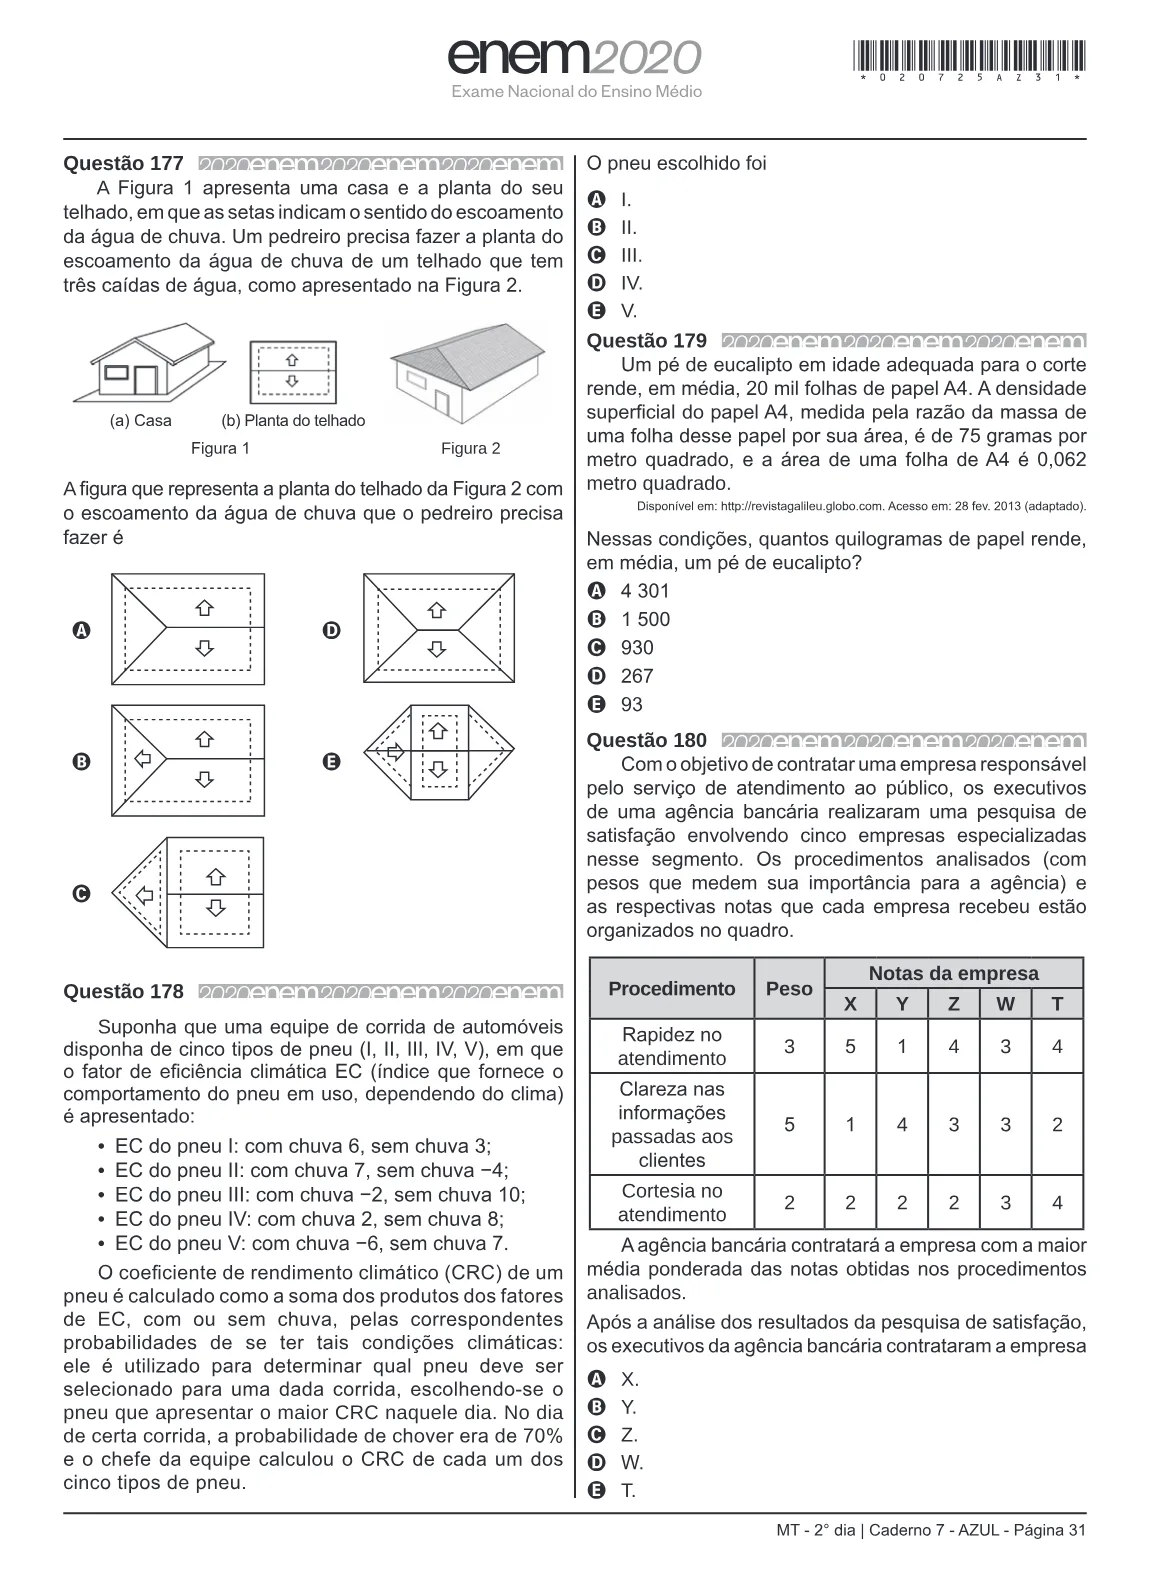 enem2020
Exame Nacional do Ensino Médio
*020725AZ31*
Questão 177 2020enem2020enem2020enem
A Figura 1 apresenta uma casa e a planta do seu
telhado, em que as setas indicam o sentido do escoamento
da água de chuva. Um pedreiro precisa fazer a planta do
escoamento da água de chuva de um telhado que tem
três caídas de água, como apresentado na Figura 2.
(a) Casa (b) Planta do telhado
Figura 1 Figura 2
A figura que representa a planta do telhado da Figura 2 com
o escoamento da água de chuva que o pedreiro precisa
fazer é
A
D
B
E
C
Questão 178 2020enem2020enem2020enem
Suponha que uma equipe de corrida de automóveis
disponha de cinco tipos de pneu (I, II, III, IV, V), em que
o fator de eficiência climática EC (índice que fornece o
comportamento do pneu em uso, dependendo do clima)
é apresentado:
• EC do pneu I: com chuva 6, sem chuva 3;
• EC do pneu II: com chuva 7, sem chuva −4;
• EC do pneu III: com chuva −2, sem chuva 10;
• EC do pneu IV: com chuva 2, sem chuva 8;
• EC do pneu V: com chuva −6, sem chuva 7.
O coeficiente de rendimento climático (CRC) de um
pneu é calculado como a soma dos produtos dos fatores
de EC, com ou sem chuva, pelas correspondentes
probabilidades de se ter tais condições climáticas:
ele é utilizado para determinar qual pneu deve ser
selecionado para uma dada corrida, escolhendo-se o
pneu que apresentar o maior CRC naquele dia. No dia
de certa corrida, a probabilidade de chover era de 70%
e o chefe da equipe calculou o CRC de cada um dos
cinco tipos de pneu.
O pneu escolhido foi
A I.
B II.
C III.
D IV.
E V.
Questão 179 2020enem2020enem2020enem
Um pé de eucalipto em idade adequada para o corte
rende, em média, 20 mil folhas de papel A4. A densidade
superficial do papel A4, medida pela razão da massa de
uma folha desse papel por sua área, é de 75 gramas por
metro quadrado, e a área de uma folha de A4 é 0,062
metro quadrado.
Disponível em: http://revistagalileu.globo.com. Acesso em: 28 fev. 2013 (adaptado).
Nessas condições, quantos quilogramas de papel rende,
em média, um pé de eucalipto?
A 4 301
B 1 500
C 930
D 267
E 93
Questão 180 2020enem2020enem2020enem
Com o objetivo de contratar uma empresa responsável
pelo serviço de atendimento ao público, os executivos
de uma agência bancária realizaram uma pesquisa de
satisfação envolvendo cinco empresas especializadas
nesse segmento. Os procedimentos analisados (com
pesos que medem sua importância para a agência) e
as respectivas notas que cada empresa recebeu estão
organizados no quadro.
Procedimento Peso Notas da empresa
X Y Z W T
Rapidez no
atendimento 3 5 1 4 3 4
Clareza nas
informações
passadas aos
clientes 5 1 4 3 3 2
Cortesia no
atendimento 2 2 2 2 3 4
A agência bancária contratará a empresa com a maior
média ponderada das notas obtidas nos procedimentos
analisados.
Após a análise dos resultados da pesquisa de satisfação,
os executivos da agência bancária contrataram a empresa
A X.
B Y.
C Z.
D W.
E T.
MT - 2° dia | Caderno 7 - AZUL - Página 31